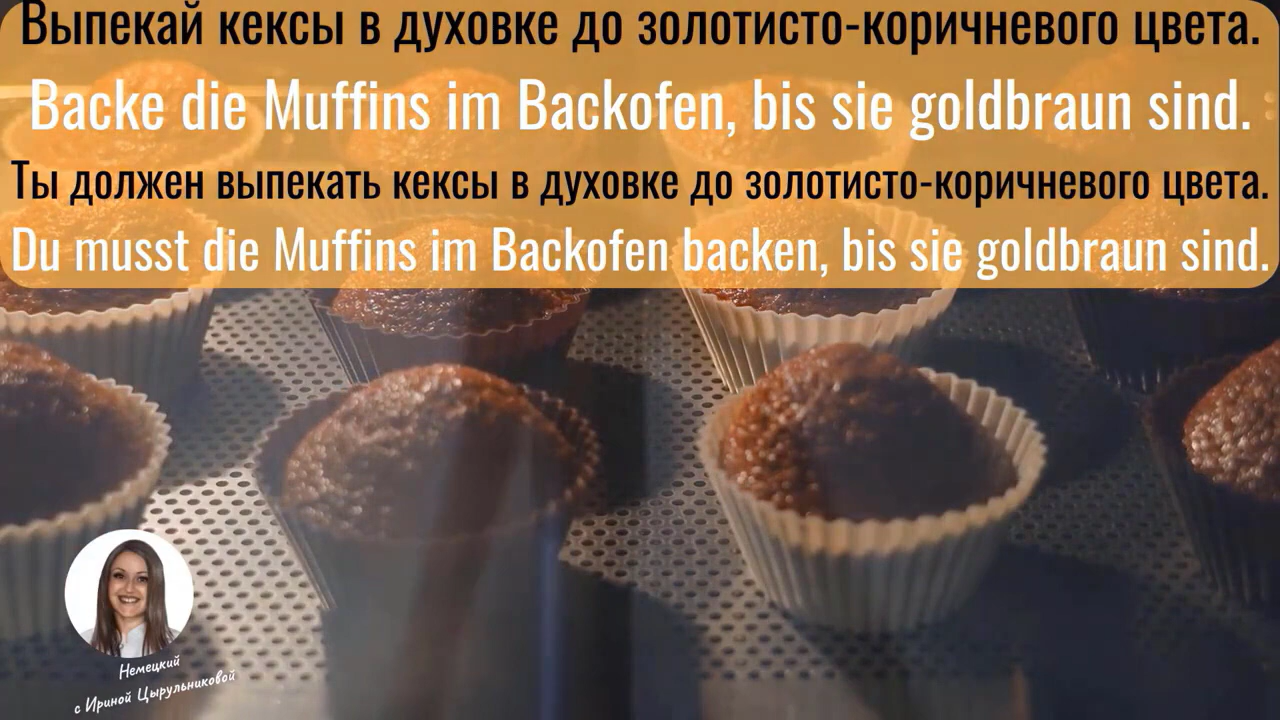 Выпекай кексы в духовке до золотисто-коричневого цвета.
Backe die Muffins im Backofen, bis sie goldbraun sind.
Ты должен выпекать кексы в духовке до золотисто-коричневого цвета.
Du musst die Muffins im Backofen backen, bis sie goldbraun sind.
Немецкий
с Ириной Цырульниковой